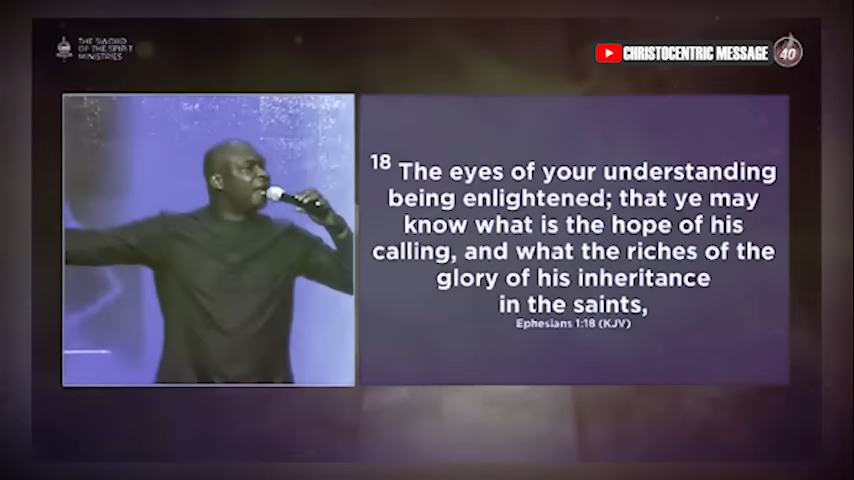 THE SWORD
OF THE SPIRIT
MINISTRIES
CHRISTOCENTRIC MESSAGE
40
18 The eyes of your understanding
being enlightened; that ye may
know what is the hope of his
calling, and what the riches of the
glory of his inheritance
in the saints,
Ephesians 1:18 (KJV)